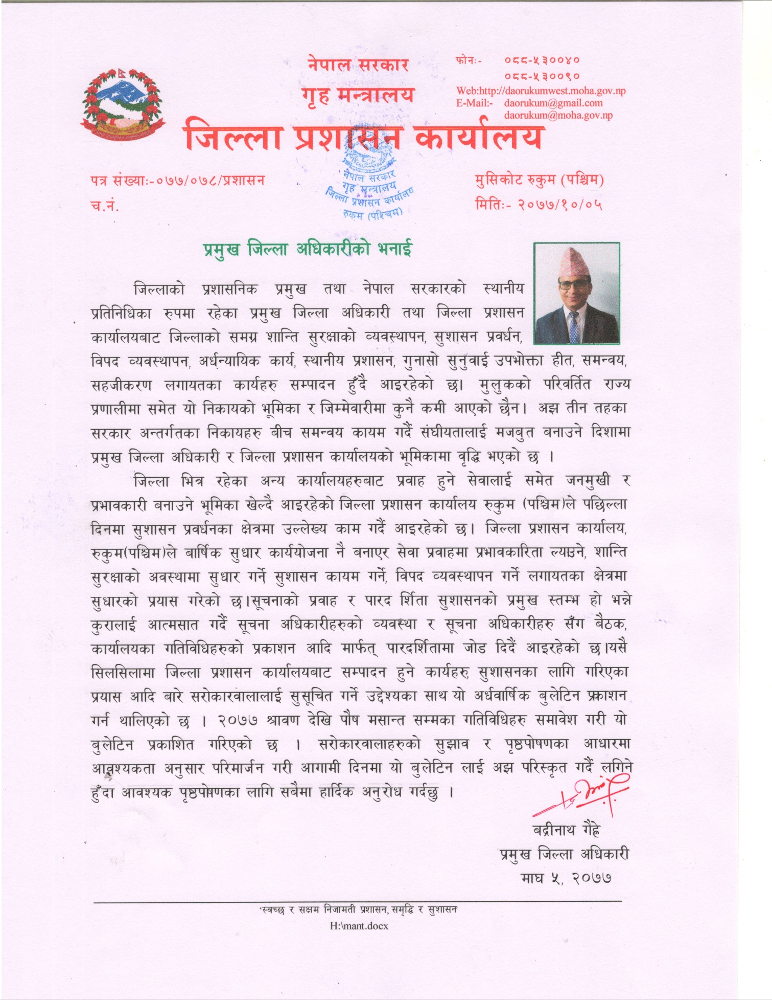 नेपाल सरकार
गृह मन्त्रालय
जिल्ला प्रशासन कार्यालय
फोनः- ०८८-५३००४०
०८८-५३००९०
Web:http://daorukumwest.moha.gov.np
E-Mail:- daorukum@gmail.com
daorukum@moha.gov.np
पत्र संख्याः-०७७/०७८/प्रशासन
च.नं.
नेपाल सरकार
गृह मन्त्रालय
जिल्ला प्रशासन कार्यालय
रुकुम (पश्चिम)
मुसिकोट रुकुम (पश्चिम)
मितिः- २०७७/१०/०५
प्रमुख जिल्ला अधिकारीको भनाई
जिल्लाको प्रशासनिक प्रमुख तथा नेपाल सरकारको स्थानीय
प्रतिनिधिका रुपमा रहेका प्रमुख जिल्ला अधिकारी तथा जिल्ला प्रशासन
कार्यालयबाट जिल्लाको समग्र शान्ति सुरक्षाको व्यवस्थापन, सुशासन प्रवर्धन,
विपद व्यवस्थापन, अर्धन्यायिक कार्य, स्थानीय प्रशासन, गुनासो सुनुवाई उपभोक्ता हीत, समन्वय,
सहजीकरण लगायतका कार्यहरु सम्पादन हुँदै आइरहेको छ। मुलुकको परिवर्तित राज्य
प्रणालीमा समेत यो निकायको भूमिका र जिम्मेवारीमा कुनै कमी आएको छैन। अझ तीन तहका
सरकार अन्तर्गतका निकायहरु बीच समन्वय कायम गर्दै संघीयतालाई मजबुत बनाउने दिशामा
प्रमुख जिल्ला अधिकारी र जिल्ला प्रशासन कार्यालयको भूमिकामा वृद्धि भएको छ ।
जिल्ला भित्र रहेका अन्य कार्यालयहरुबाट प्रवाह हुने सेवालाई समेत जनमुखी र
प्रभावकारी बनाउने भूमिका खेल्दै आइरहेको जिल्ला प्रशासन कार्यालय रुकुम (पश्चिम)ले पछिल्ला
दिनमा सुशासन प्रवर्धनका क्षेत्रमा उल्लेख्य काम गर्दै आइरहेको छ। जिल्ला प्रशासन कार्यालय,
रुकुम(पश्चिम)ले बार्षिक सुधार कार्ययोजना नै बनाएर सेवा प्रवाहमा प्रभावकारिता ल्याउने, शान्ति
सुरक्षाको अवस्थामा सुधार गर्ने, सुशासन कायम गर्ने, विपद व्यवस्थापन गर्ने लगायतका क्षेत्रमा
सुधारको प्रयास गरेको छ।सूचनाको प्रवाह र पारद र्शिता सुशासनको प्रमुख स्तम्भ हो भन्ने
कुरालाई आत्मसात गर्दै सूचना अधिकारीहरुको व्यवस्था र सूचना अधिकारीहरु सँग बैठक,
कार्यालयका गतिविधिहरुको प्रकाशन आदि मार्फत् पारदर्शितामा जोड दिदैं आइरहेको छ।यसै
सिलसिलामा जिल्ला प्रशासन कार्यालयबाट सम्पादन हुने कार्यहरु, सुशासनका लागि गरिएका
प्रयास आदि बारे सरोकारवालालाई सुसूचित गर्ने उद्देश्यका साथ यो अर्धवार्षिक बुलेटिन प्रकाशन
गर्न थालिएको छ । २०७७ श्रावण देखि पौष मसान्त सम्मका गतिविधिहरु समावेश गरी यो
बुलेटिन प्रकाशित गरिएको छ । सरोकारवालाहरुको सुझाव र पृष्ठपोषणका आधारमा
आवश्यकता अनुसार परिमार्जन गरी आगामी दिनमा यो बुलेटिन लाई अझ परिस्कृत गर्दै लगिने
हुँदा आवश्यक पृष्ठपोषणका लागि सबैमा हार्दिक अनुरोध गर्दछु ।
बद्रीनाथ गैह्रे
प्रमुख जिल्ला अधिकारी
माघ ५, २०७७
'स्वच्छ र सक्षम निजामती प्रशासन, समृद्धि र सुशासन'
H:\mant.docx